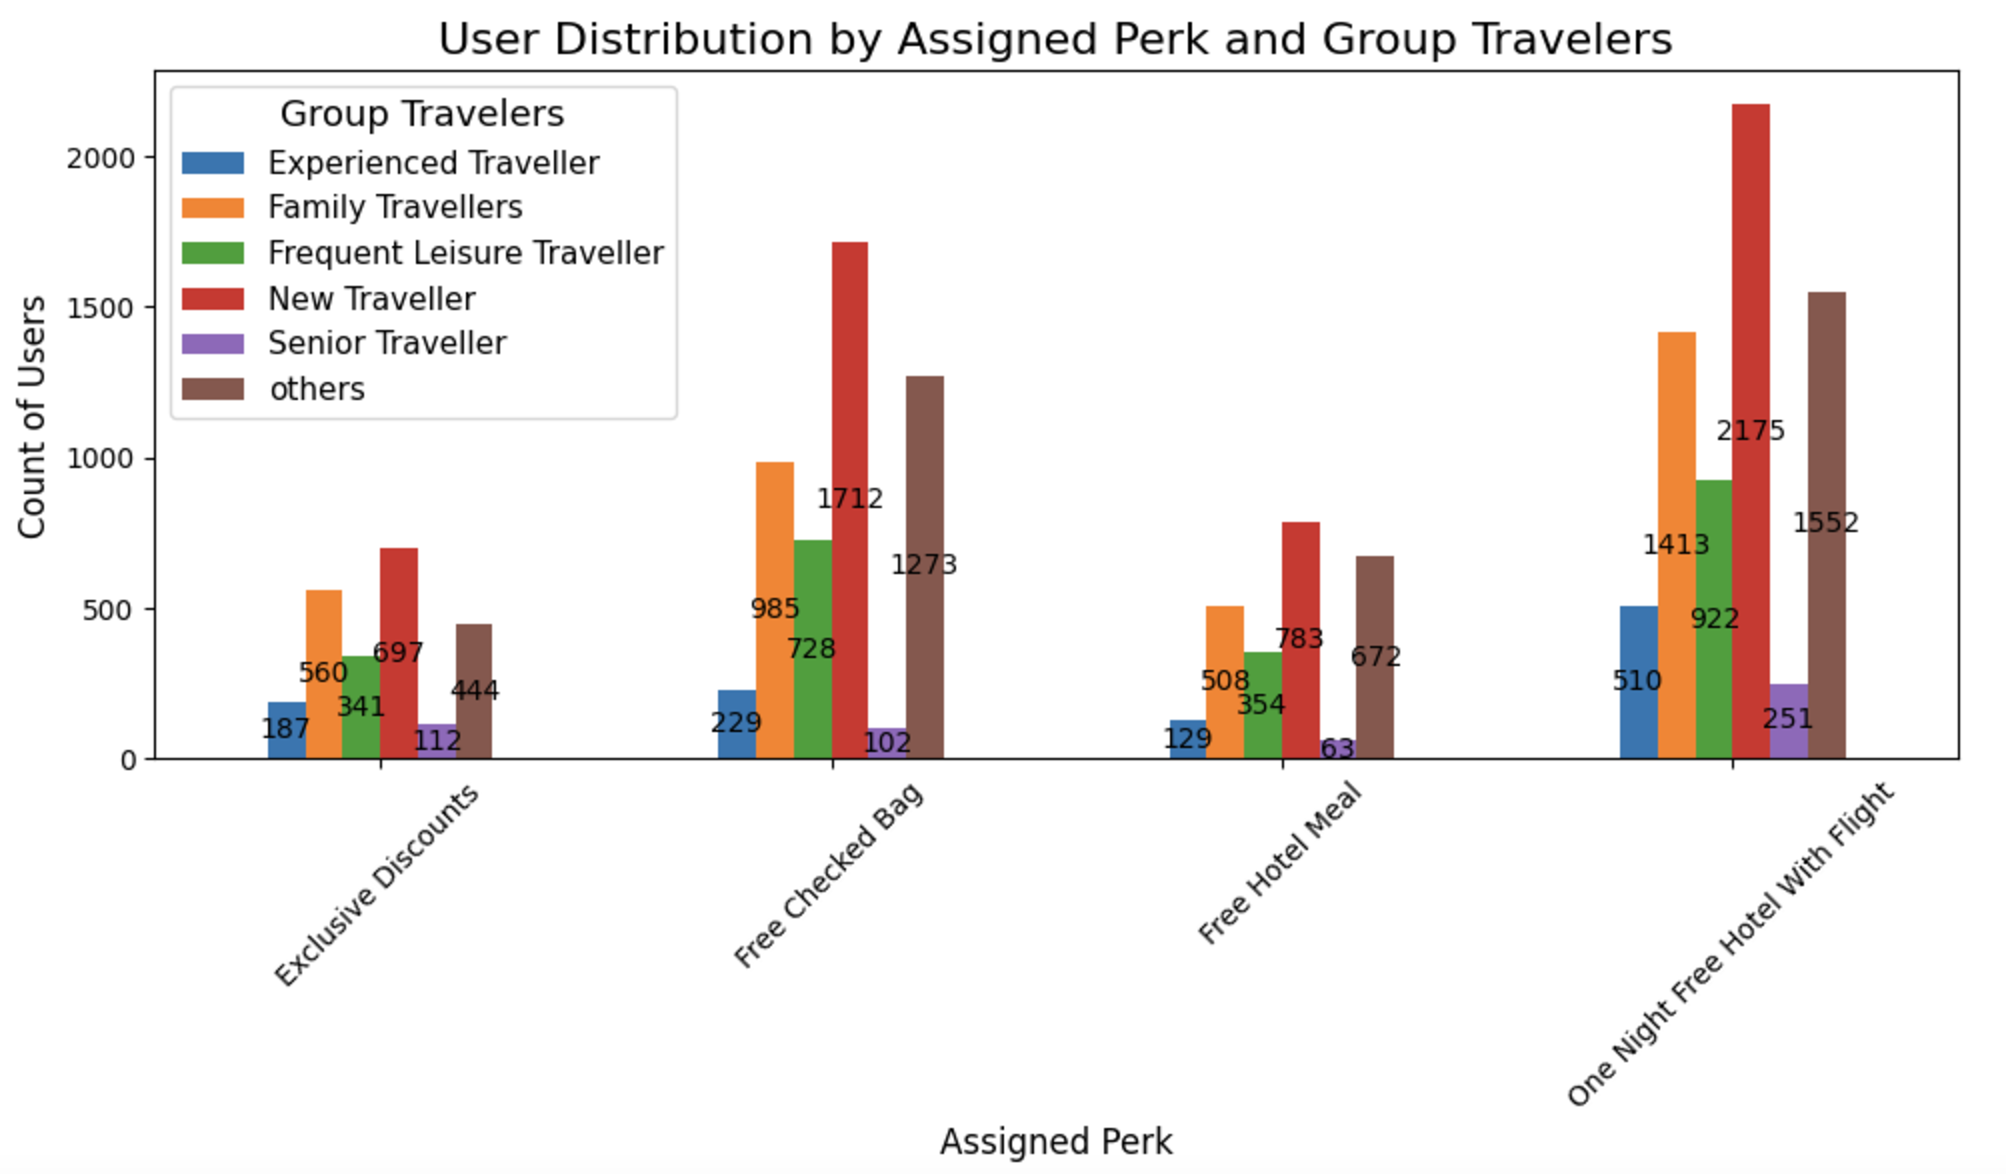 User Distribution by Assigned Perk and Group Travelers
Group Travelers
Experienced Traveller
Family Travellers
Frequent Leisure Traveller
New Traveller
Senior Traveller
others
Count of Users
2000
1500
1000
500
0
187
560
341
697
112
444
229
985
728
1712
102
1273
129
508
354
783
63
672
510
1413
922
2175
251
1552
Exclusive Discounts
Free Checked Bag
Free Hotel Meal
One Night Free Hotel With Flight
Assigned Perk